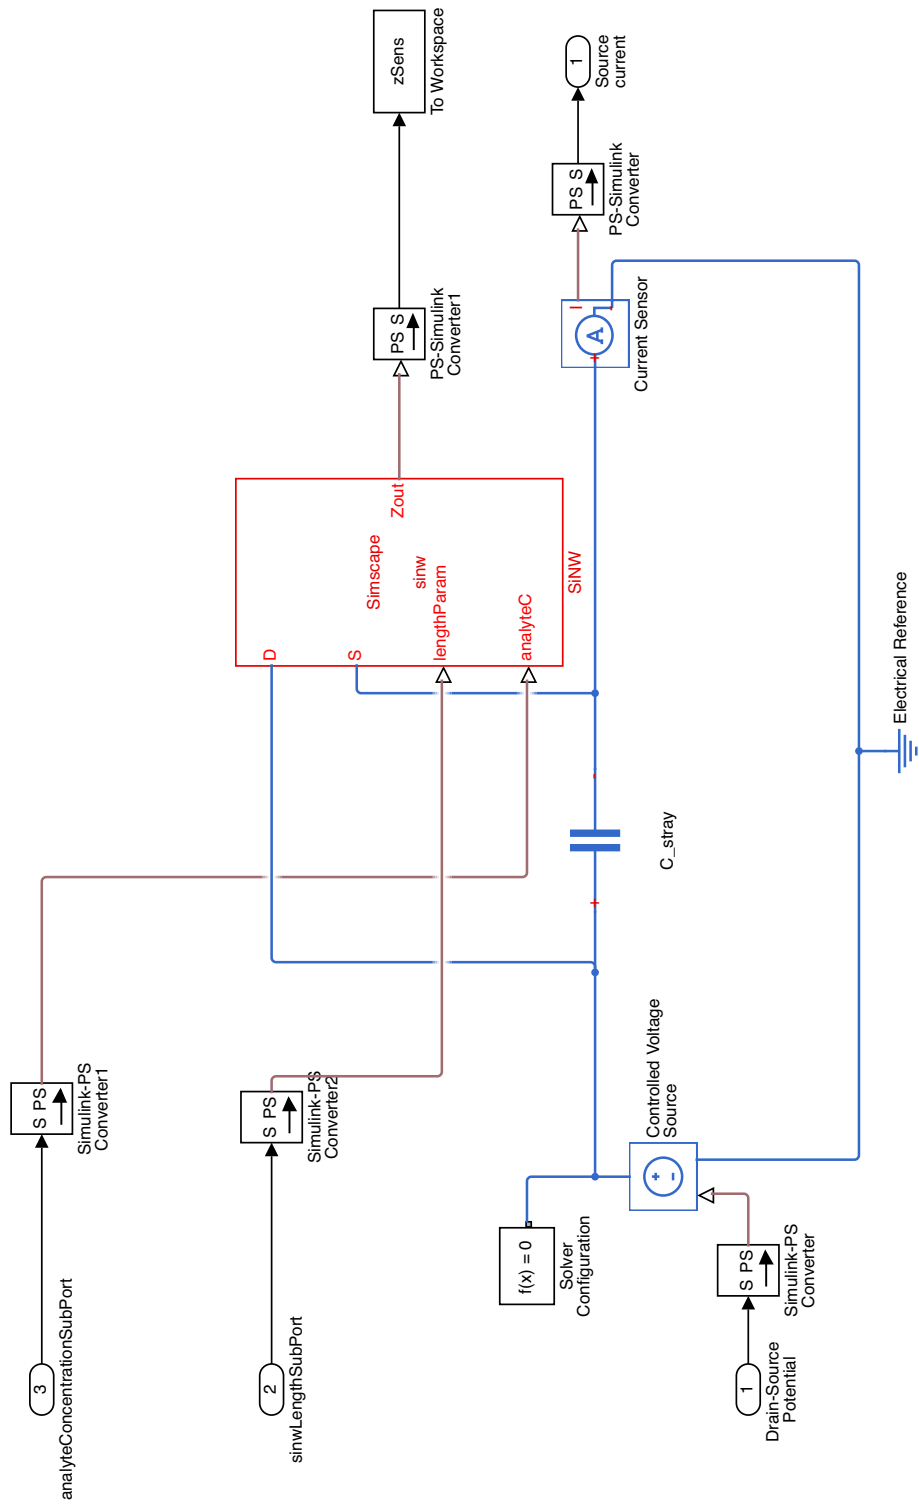 3
analyteConcentrationSubPort
S PS
Simulink-PS
Converter1
2
sinwLengthSubPort
S PS
Simulink-PS
Converter2
D
S
lengthParam
analyteC
Simscape
sinw
Zout
SiNW
PS S
PS-Simulink
Converter1
zSens
To Workspace
f(x) = 0
Solver
Configuration
1
Drain-Source
Potential
S PS
Simulink-PS
Converter
+
-
Controlled Voltage
Source
+
-
C_stray
+
A
I
-
Current Sensor
PS S
PS-Simulink
Converter
1
Source
current
Electrical Reference